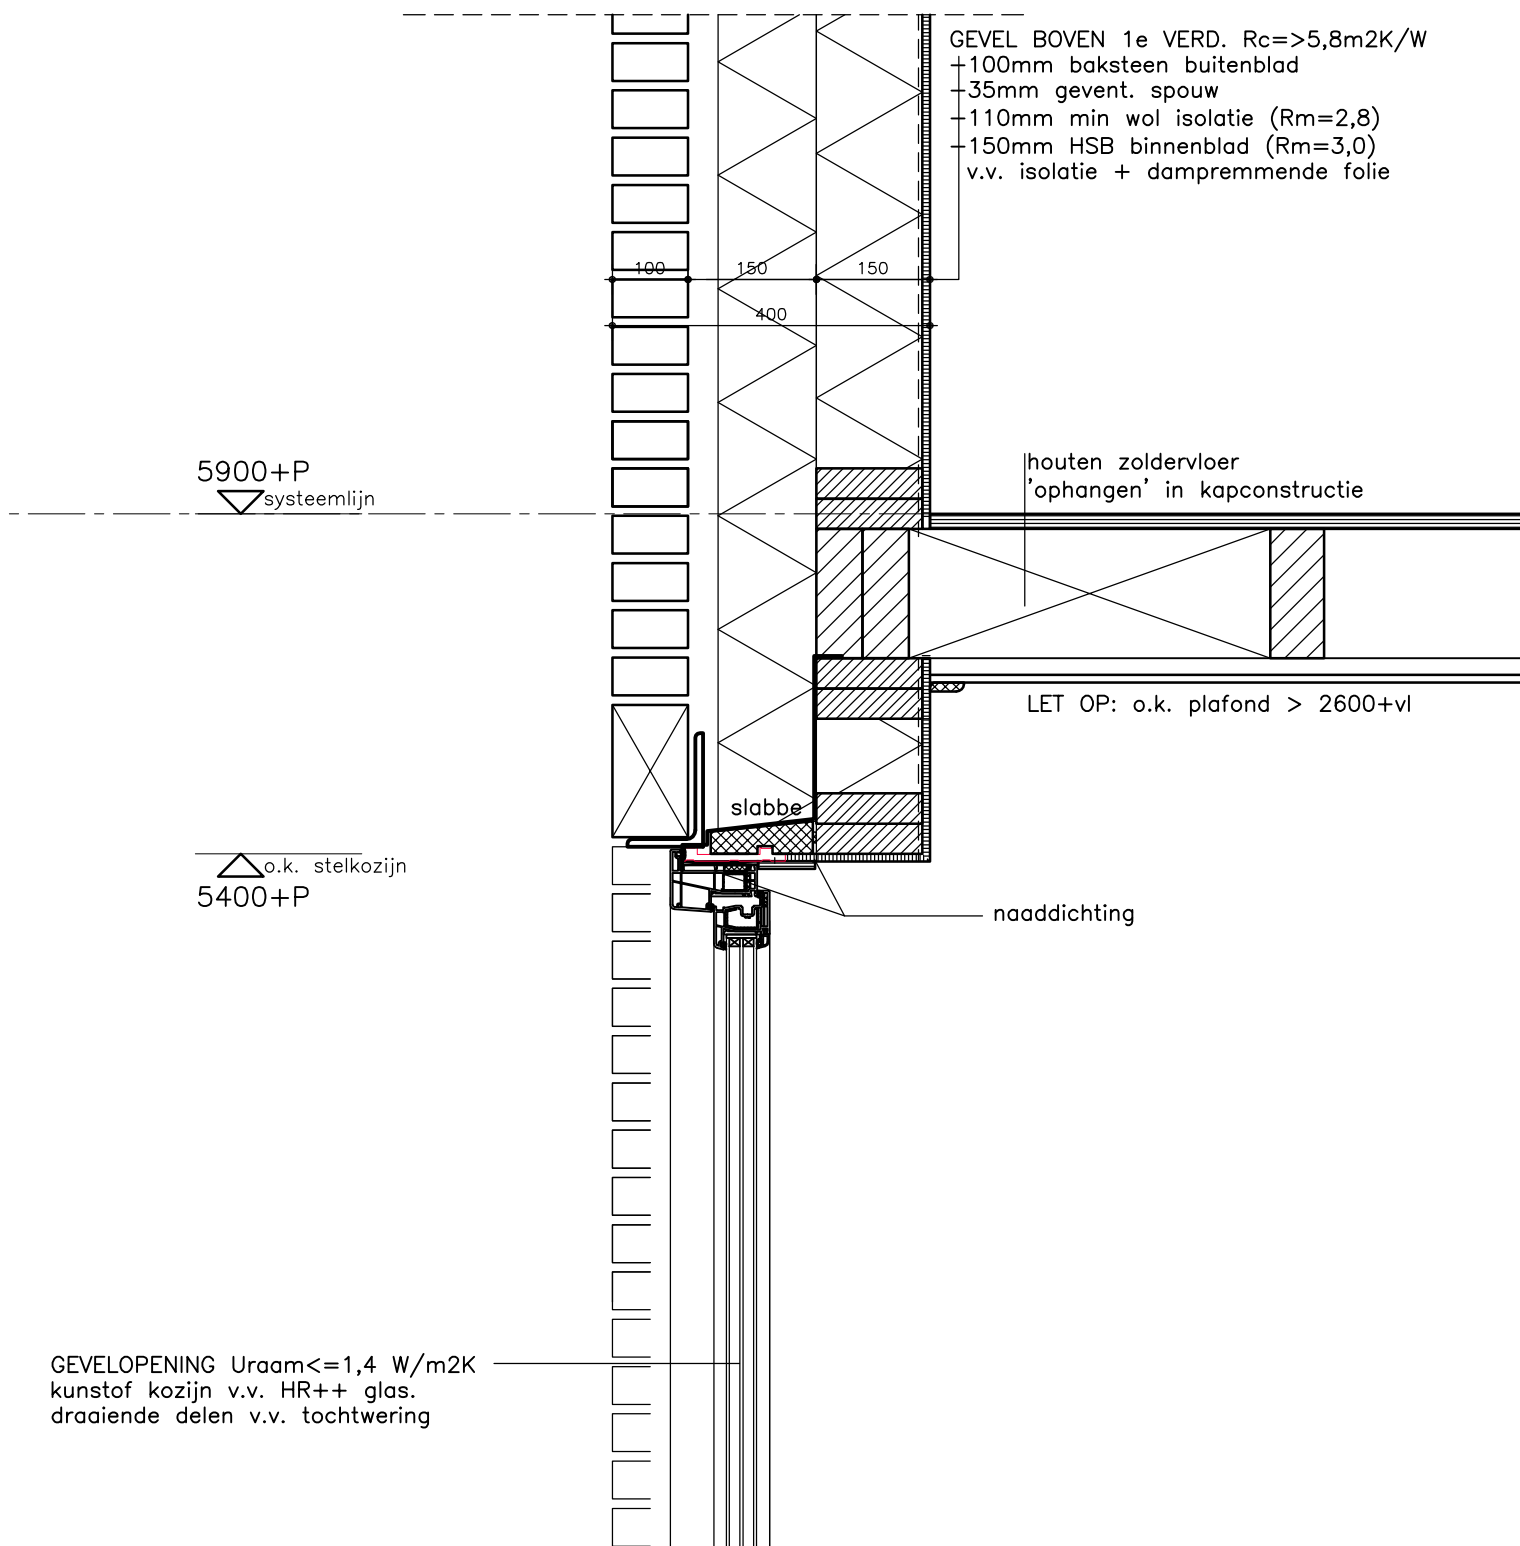 GEVEL BOVEN 1e VERD. Rc=>5,8m2K/W
100mm baksteen buitenblad
35mm gevent. spouw
110mm min wol isolatie (Rm=2,8)
150mm HSB binnenblad (Rm=3,0)
v.v. isolatie + dampremmende folie
100 150 150
400
5900+P
systeemlijn
houten zoldervloer
'ophangen' in kapconstructie
LET OP: o.k. plafond > 2600+vl
slabbe
o.k. stelkozijn
5400+P
naaddichting
GEVELOPENING Uraam<=1,4 W/m2K
kunstof kozijn v.v. HR++ glas.
draaiende delen v.v. tochtwering